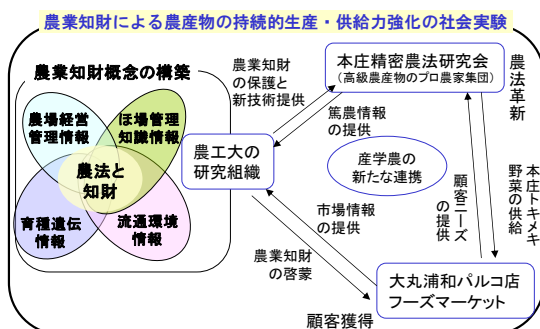 農業知財による農産物の持続的生産・供給力強化の社会実験
農業知財概念の構築
農場経営
管理情報
ほ場管理
知識情報
農法と
知財
育種遺伝
情報
流通環境
情報
農工大の
研究組織
農業知財
の保護と
新技術提供
本庄精密農法研究会
(高級農産物のプロ農家集団)
農法革新
篤農情報
の提供
産学農の
新たな連携
市場情報
の提供
顧客ニーズ
の提供
本庄トキメキ
野菜の供給
農業知財
の啓蒙
大丸浦和パルコ店
フーズマーケット
顧客獲得